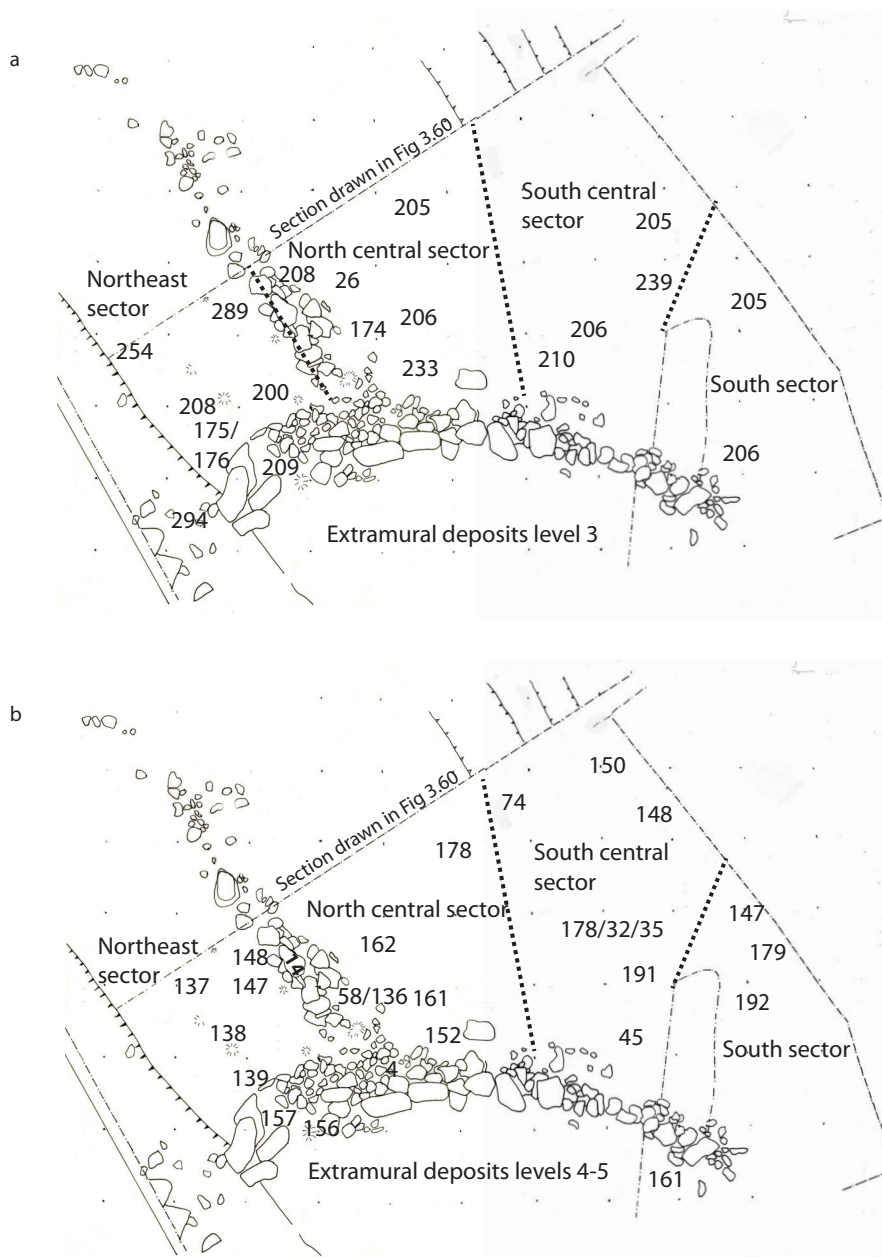 a
Section drawn in Fig 3.60
205
South central
sector
205
North central sector
208
26
239
Northeast
sector
289
205
174
206
206
254
233
210
200
South sector
208
175/
176
209
206
294
Extramural deposits level 3
b
150
Section drawn in Fig 3.60
74
148
178
South central
sector
North central sector
147
178/32/35
Northeast
sector
162
148
14
179
137
147
58/136
161
191
192
138
152
45
South sector
4
139
157
156
Extramural deposits levels 4-5
161